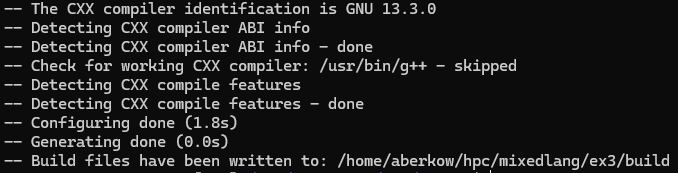 -- The CXX compiler identification is GNU 13.3.0
-- Detecting CXX compiler ABI info
-- Detecting CXX compiler ABI info - done
-- Check for working CXX compiler: /usr/bin/g++ - skipped
-- Detecting CXX compile features
-- Detecting CXX compile features - done
-- Configuring done (1.8s)
-- Generating done (0.0s)
-- Build files have been written to: /home/aberkow/hpc/mixedlang/ex3/build